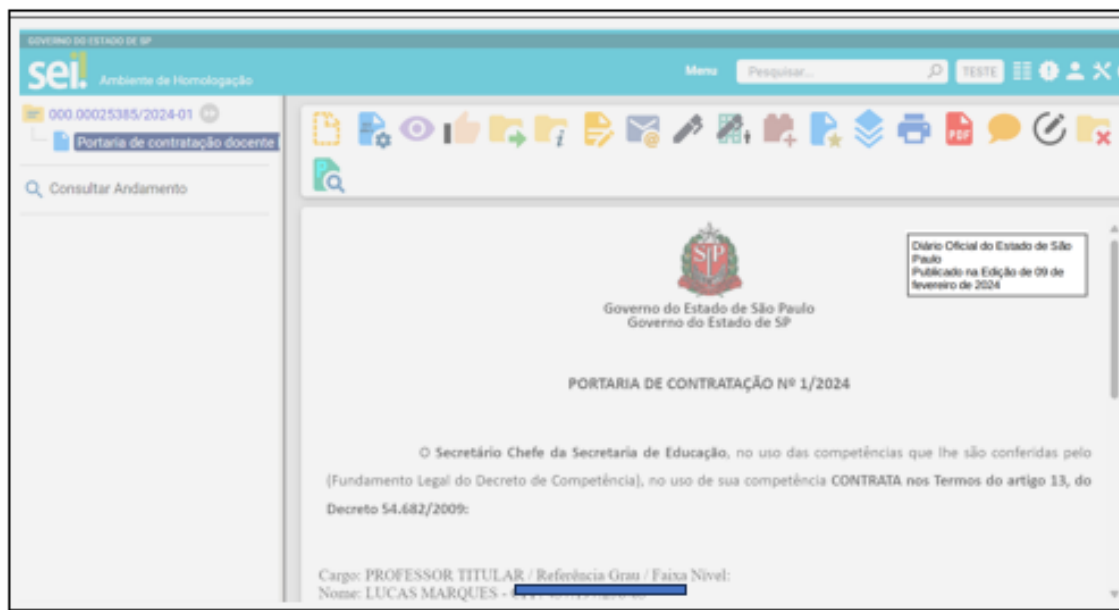 GOVERNO DO ESTADO DE SP
sei! Ambiente de Homologação
Menu Pesquisar... TESTE
000.00025385/2024-01
Portaria de contratação docente
Consultar Andamento
PDF
Diário Oficial do Estado de São
Paulo
Publicado na Edição de 09 de
fevereiro de 2024
Governo do Estado de São Paulo
Governo do Estado de SP
PORTARIA DE CONTRATAÇÃO Nº 1/2024
O Secretário Chefe da Secretaria de Educação, no uso das competências que lhe são conferidas pelo
(Fundamento Legal do Decreto de Competência), no uso de sua competência CONTRATA nos Termos do artigo 13, do
Decreto 54.682/2009:
Cargo: PROFESSOR TITULAR / Referência Grau / Faixa Nível:
Nome: LUCAS MARQUES -